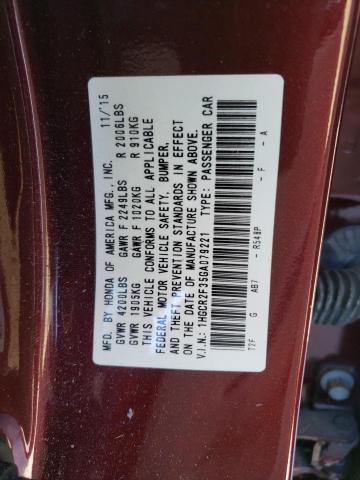 MFD. BY HONDA OF AMERICA MFG., INC. 11/'15
GVWR 4200LBS GAWR F 2249LBS R 2006LBS
GVWR 1905KG GAWR F 1020KG R 910KG
THIS VEHICLE CONFORMS TO ALL APPLICABLE
FEDERAL MOTOR VEHICLE SAFETY, BUMPER,
AND THEFT PREVENTION STANDARDS IN EFFECT
ON THE DATE OF MANUFACTURE SHOWN ABOVE.
V.I.N.: 1HGCR2F35GA079221 TYPE: PASSENGER CAR
T2F G AB7 - R548P - F - A